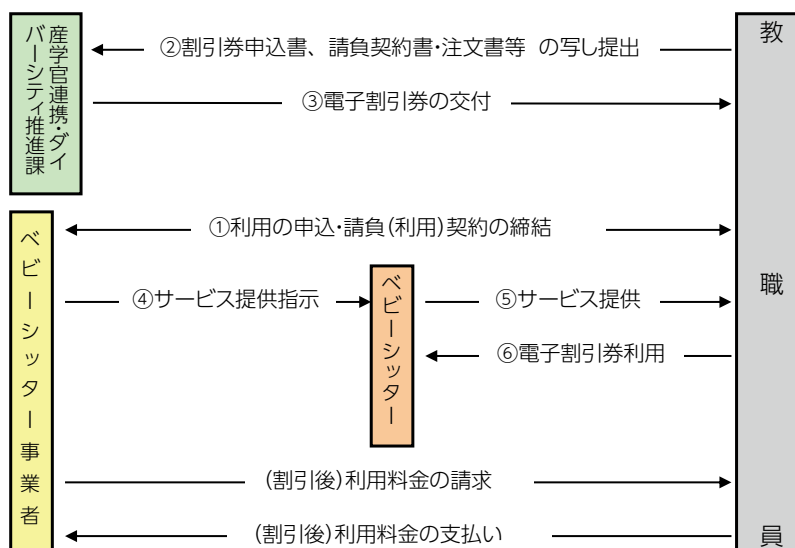 産学官連携・ダイ
バーシティ推進課
②割引券申込書、請負契約書・注文書等 の写し提出
③電子割引券の交付
①利用の申込・請負(利用)契約の締結
④サービス提供指示
ベビーシッター
⑤サービス提供
⑥電子割引券利用
(割引後)利用料金の請求
(割引後)利用料金の支払い
ベビーシッター事業者
教職員